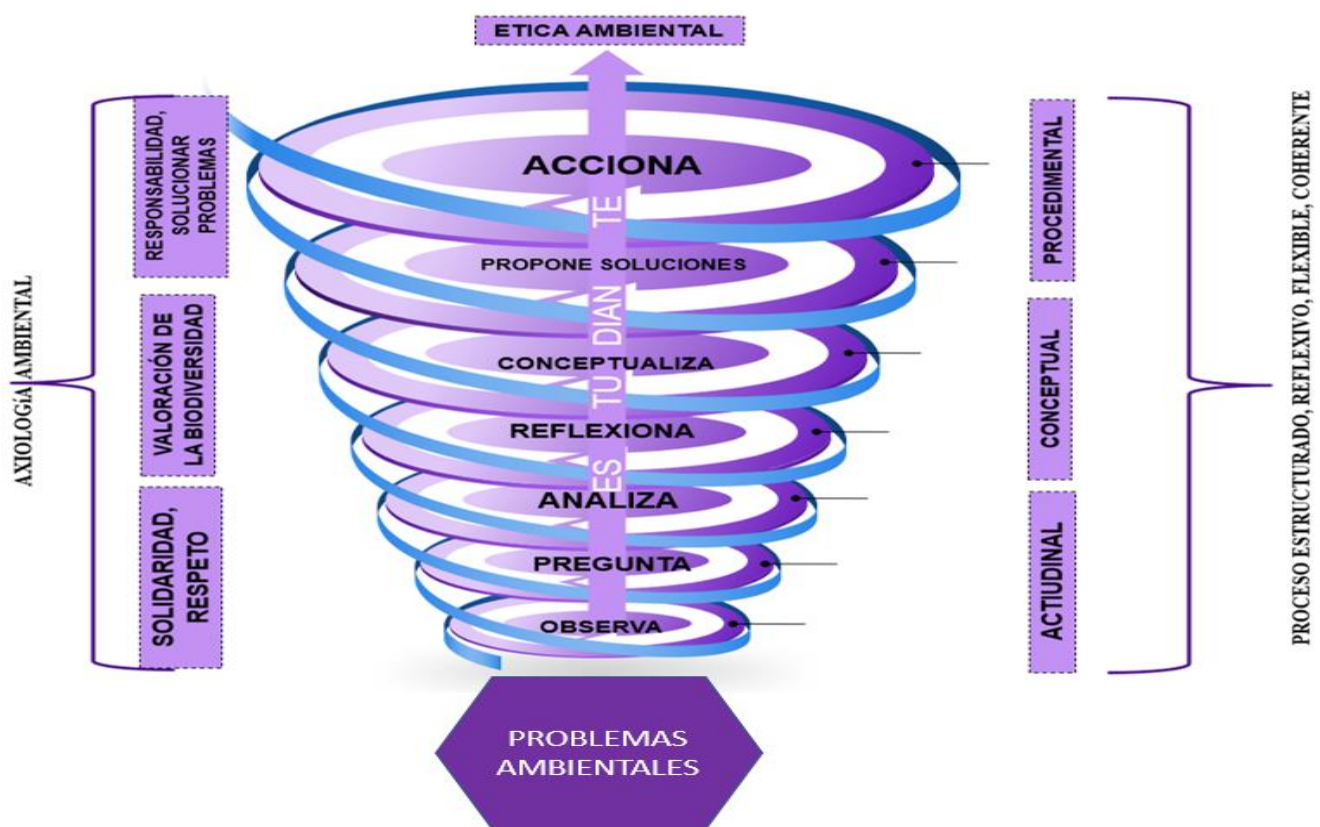 ETICA AMBIENTAL
AXIOLOGíA AMBIENTAL
RESPONSABILIDAD,
SOLUCIONAR
PROBLEMAS
VALORACIÓN DE
LA BIODIVERSIDAD
SOLIDARIDAD,
RESPETO
ACCIONA
PROPONE SOLUCIONES
CONCEPTUALIZA
REFLEXIONA
ANALIZA
PREGUNTA
OBSERVA
ES TU DIAN TE
PROCEDIMENTAL
CONCEPTUAL
ACTIUDINAL
PROCESO ESTRUCTURADO, REFLEXIVO, FLEXIBLE, COHERENTE
PROBLEMAS
AMBIENTALES